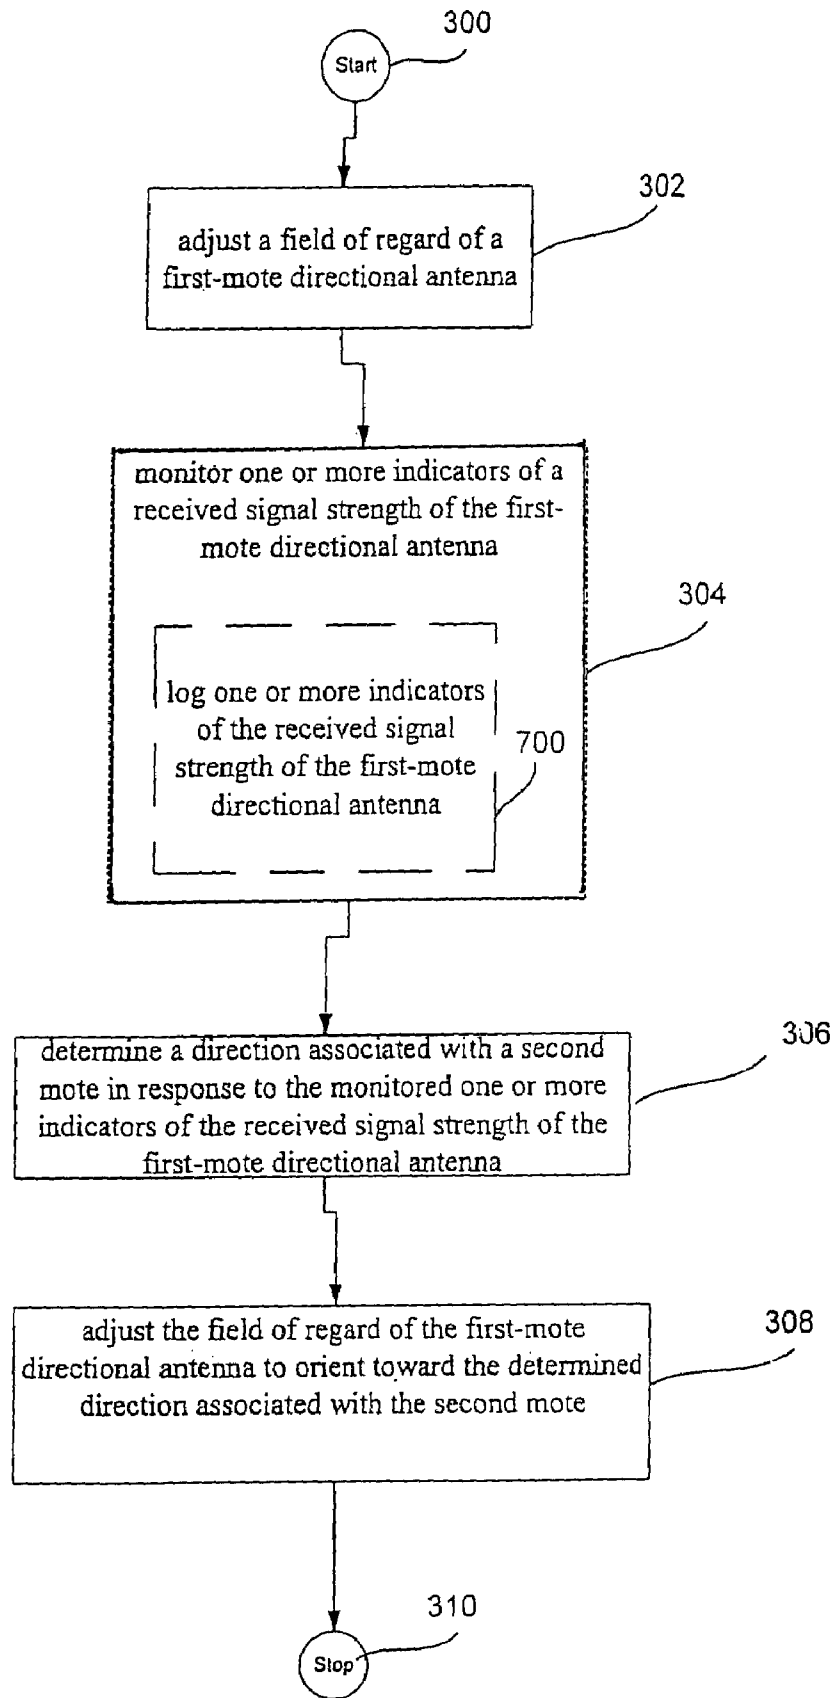 300
Start
302
adjust a field of regard of a
first-mote directional antenna
monitor one or more indicators of a
received signal strength of the first-
mote directional antenna
304
log one or more indicators
of the received signal
strength of the first-mote
directional antenna
700
306
determine a direction associated with a second
mote in response to the monitored one or more
indicators of the received signal strength of the
first-mote directional antenna
308
adjust the field of regard of the first-mote
directional antenna to orient toward the determined
direction associated with the second mote
310
Stop